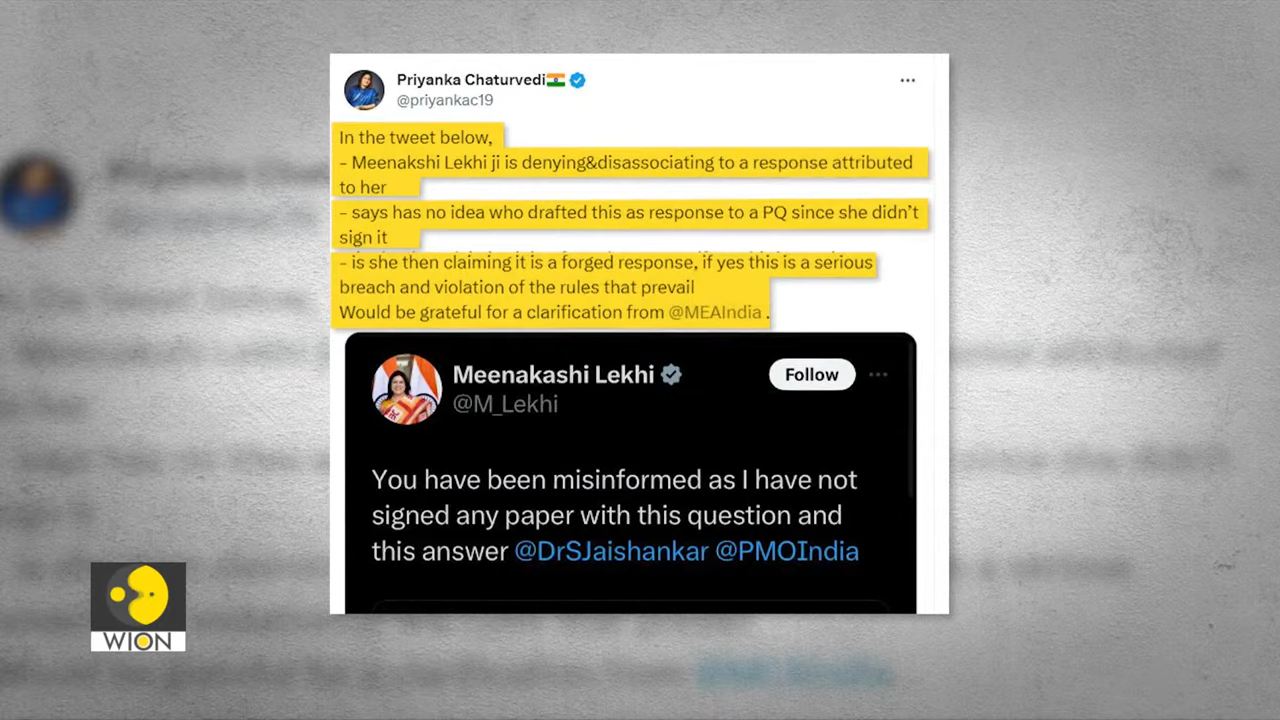 Priyanka Chaturvedi
@priyankac19
In the tweet below,
- Meenakshi Lekhi ji is denying&disassociating to a response attributed
to her
- says has no idea who drafted this as response to a PQ since she didn't
sign it
- is she then claiming it is a forged response, if yes this is a serious
breach and violation of the rules that prevail
Would be grateful for a clarification from @MEAIndia .
Meenakashi Lekhi
Follow
@M_Lekhi
You have been misinformed as I have not
signed any paper with this question and
this answer @DrSJaishankar @PMOIndia
WION